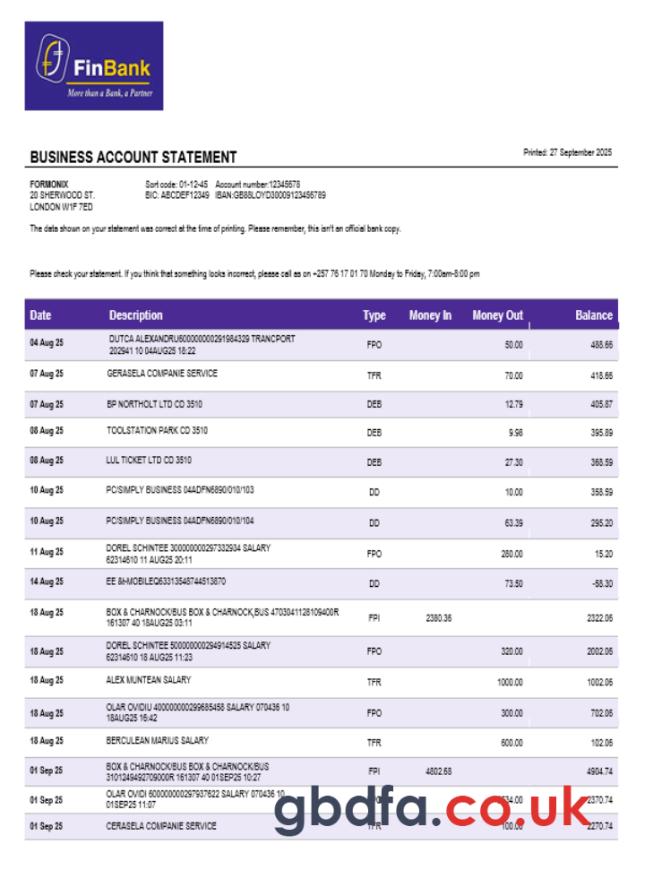 FinBank
More than a Bank, a Partner
BUSINESS ACCOUNT STATEMENT
Printed: 27 September 2025
FORMONIX
20 SHERWOOD ST.
LONDON W1F 7ED
Sort code: 01-12-45 Account number:12345678
BIC: ABCDEF12349 IBAN:GB88LOYD30009123456789
The data shown on your statement was correct at the time of printing. Please remember, this isn't an official bank copy.
Please check your statement. If you think that something looks incorrect, please call as on +257 76 17 01 70 Monday to Friday, 7:00am-8:00 pm
Date Description Type Money In Money Out Balance
04 Aug 25 DUTCA ALEXANDRU600000000291984329 TRANCPORT FPO 50.00 488.66
202941 10 04AUG25 18:22
07 Aug 25 GERASELA COMPANIE SERVICE TFR 70.00 418.66
07 Aug 25 BP NORTHOLT LTD CD 3510 DEB 12.79 405.87
08 Aug 25 TOOLSTATION PARK CD 3510 DEB 9.98 395.89
08 Aug 25 LUL TICKET LTD CD 3510 DEB 27.30 368.59
10 Aug 25 PC/SIMPLY BUSINESS 04ADFN6890/010/103 DD 10.00 358.59
10 Aug 25 PC/SIMPLY BUSINESS 04ADFN6890/010/104 DD 63.39 295.20
11 Aug 25 DOREL SCHINTEE 300000000297332934 SALARY FPO 280.00 15.20
62314610 11 AUG25 20:11
14 Aug 25 DD 73.50 -58.30
18 Aug 25 BOX & CHARNOCK/BUS BOX & CHARNOCK,BUS 4703041128109400R FPI 2380.36 2322.06
161307 40 18AUG25 03:11
18 Aug 25 DOREL SCHINTEE 500000000294914525 SALARY FPO 320.00 2002.06
62314610 18 AUG25 11:23
18 Aug 25 ALEX MUNTEAN SALARY TFR 1000.00 1002.06
18 Aug 25 OLAR OVIDIU 400000000299685458 SALARY 070436 10 FPO 300.00 702.06
18AUG25 16:42
18 Aug 25 BERCULEAN MARIUS SALARY TFR 600.00 102.06
01 Sep 25 BOX & CHARNOCK/BUS BOX & CHARNOCK/BUS FPI 4802.68 4904.74
3101249492709000R 161307 40 01SEP25 10:27
01 Sep 25 OLAR OVIDI 600000000297937622 SALARY 070436 10 2370.74
01SEP25 11:07
01 Sep 25 CERASELA COMPANIE SERVICE TFR 100.00 2270.74
gbdfa.co.uk